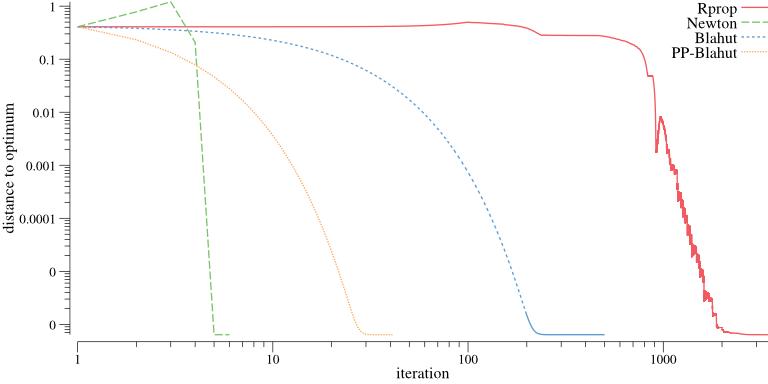 Rprop
Newton
Blahut
PP-Blahut
1
0.1
0.01
0.001
0.0001
0
0
distance to optimum
1 10 100 1000
iteration